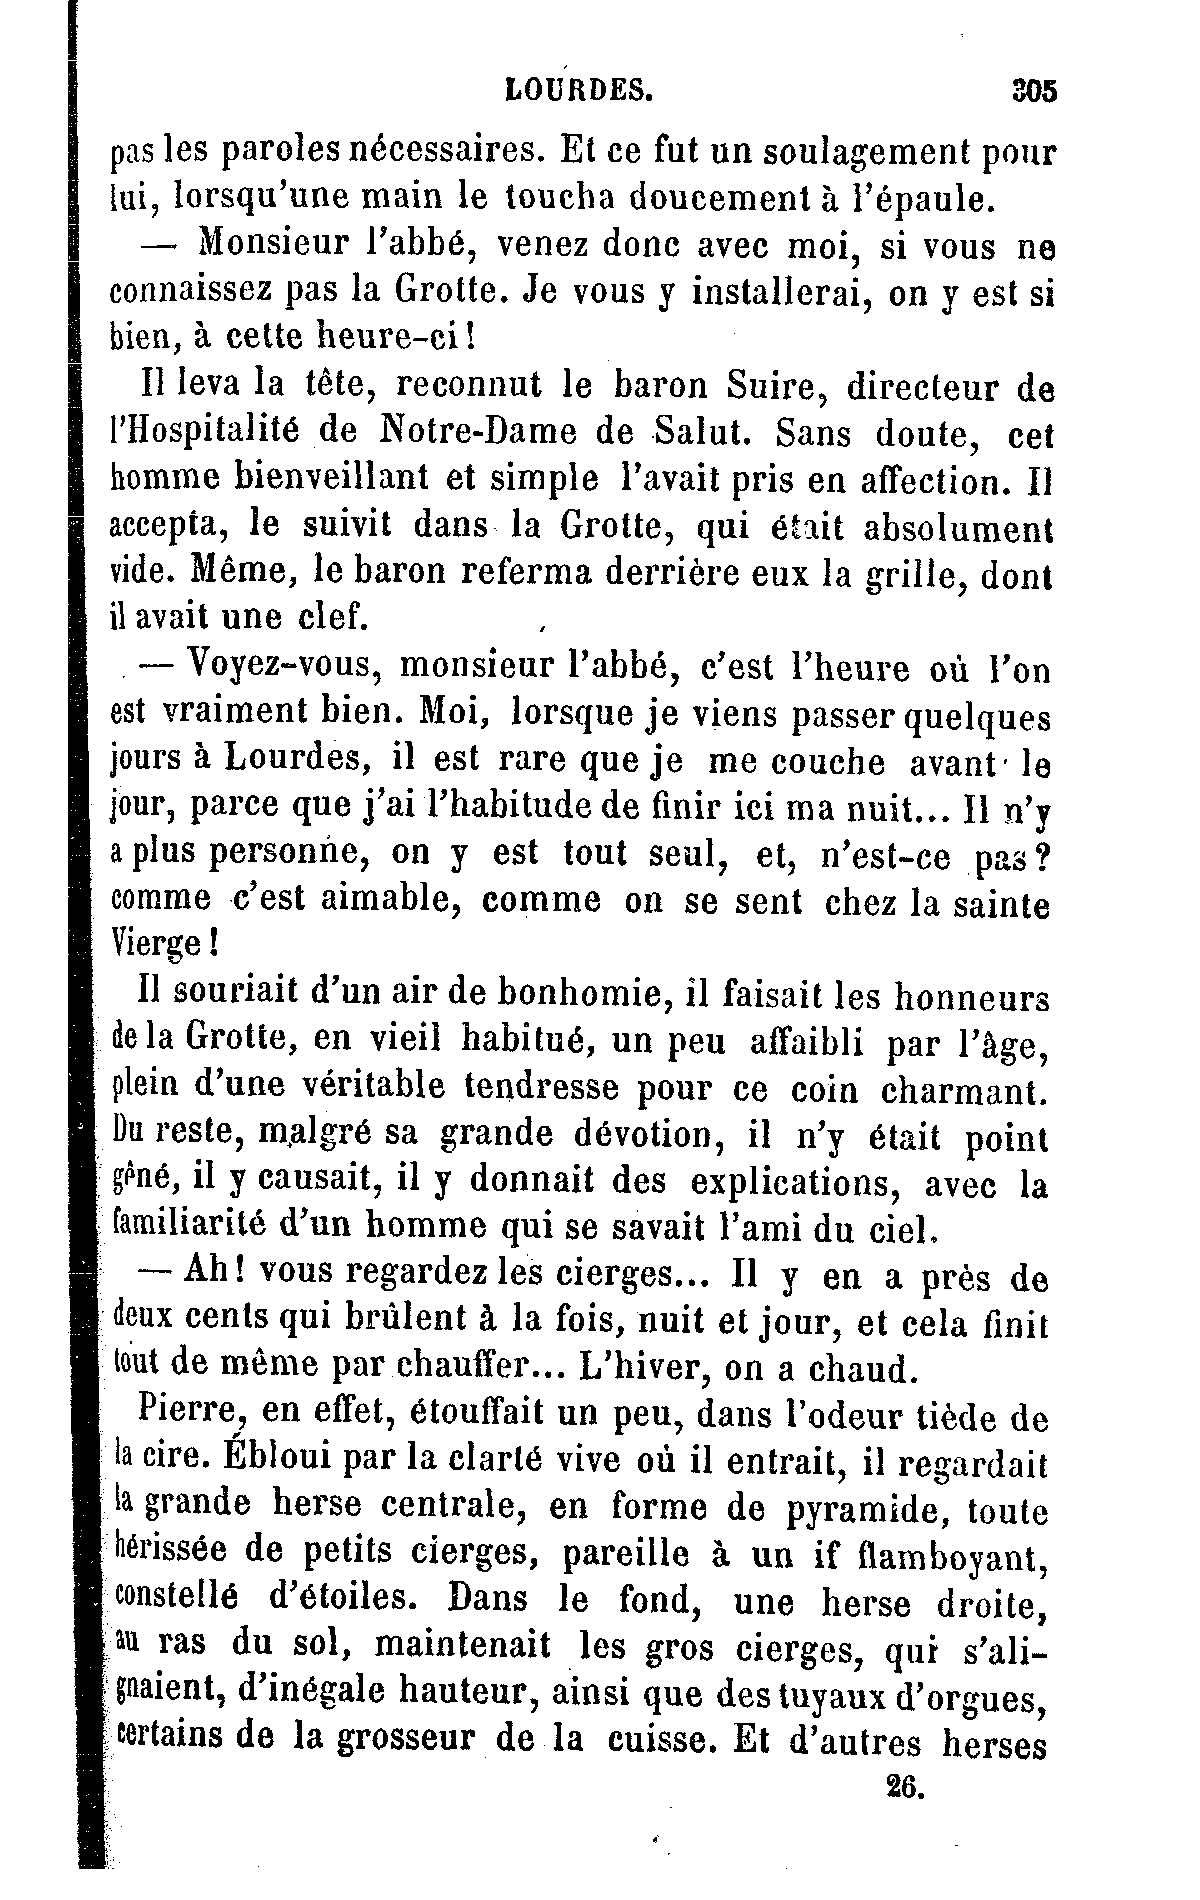 LOURDES. 305
pas les paroles nécessaires. Et ce fut un soulagement pour
lui, lorsqu'une main le toucha doucement à l'épaule.
— Monsieur l'abbé, venez donc avec moi, si vous ne
connaissez pas la Grotte. Je vous y installerai, on y est si
bien, à cette heure-ci !
Il leva la tête, reconnut le baron Suire, directeur de
l'Hospitalité de Notre-Dame de Salut. Sans doute, cet
homme bienveillant et simple l'avait pris en affection. Il
accepta, le suivit dans la Grotte, qui était absolument
vide. Même, le baron referma derrière eux la grille, dont
il avait une clef.
— Voyez-vous, monsieur l'abbé, c'est l'heure où l'on
est vraiment bien. Moi, lorsque je viens passer quelques
jours à Lourdes, il est rare que je me couche avant le
jour, parce que j'ai l'habitude de finir ici ma nuit... Il n'y
a plus personne, on y est tout seul, et, n'est-ce pas ?
comme c'est aimable, comme on se sent chez la sainte
Vierge !
Il souriait d'un air de bonhomie, il faisait les honneurs
de la Grotte, en vieil habitué, un peu affaibli par l'âge,
plein d'une véritable tendresse pour ce coin charmant.
Du reste, malgré sa grande dévotion, il n'y était point
gêné, il y causait, il y donnait des explications, avec la
familiarité d'un homme qui se savait l'ami du ciel.
— Ah ! vous regardez les cierges... Il y en a près de
deux cents qui brûlent à la fois, nuit et jour, et cela finit
tout de même par chauffer... L'hiver, on a chaud.
Pierre, en effet, étouffait un peu, dans l'odeur tiède de
la cire. Ébloui par la clarté vive où il entrait, il regardait
la grande herse centrale, en forme de pyramide, toute
hérissée de petits cierges, pareille à un if flamboyant,
constellé d'étoiles. Dans le fond, une herse droite,
au ras du sol, maintenait les gros cierges, qui s'ali-
gnaient, d'inégale hauteur, ainsi que des tuyaux d'orgues,
certains de la grosseur de la cuisse. Et d'autres herses
26.